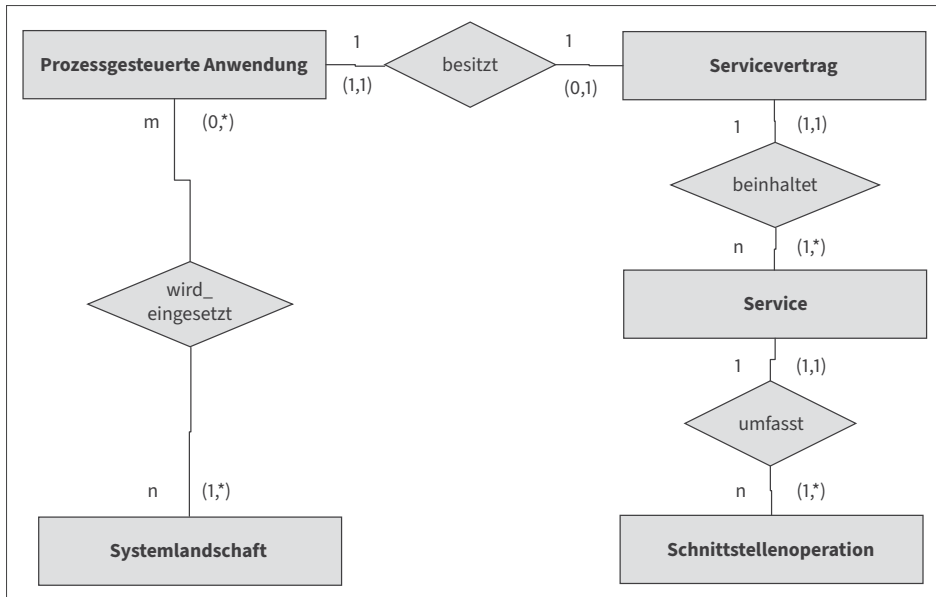 Prozessgesteuerte Anwendung
1
(1,1)
besitzt
1
(0,1)
Servicevertrag
m
(0,*)
1
(1,1)
beinhaltet
n
(1,*)
wird_
eingesetzt
Service
1
(1,1)
umfasst
n
(1,*)
n
(1,*)
Systemlandschaft
Schnittstellenoperation